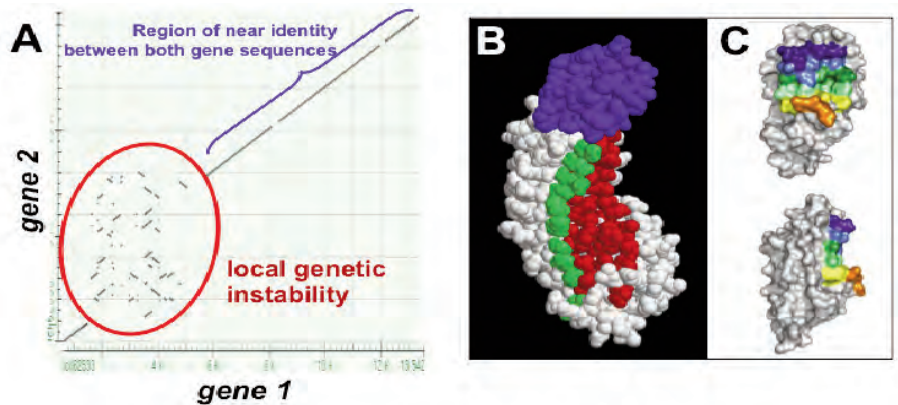 A
Region of near identity
between both gene sequences
gene 2
local genetic
instability
4 k
6 k
8 k
10 k
12 k
gene 1
B
C